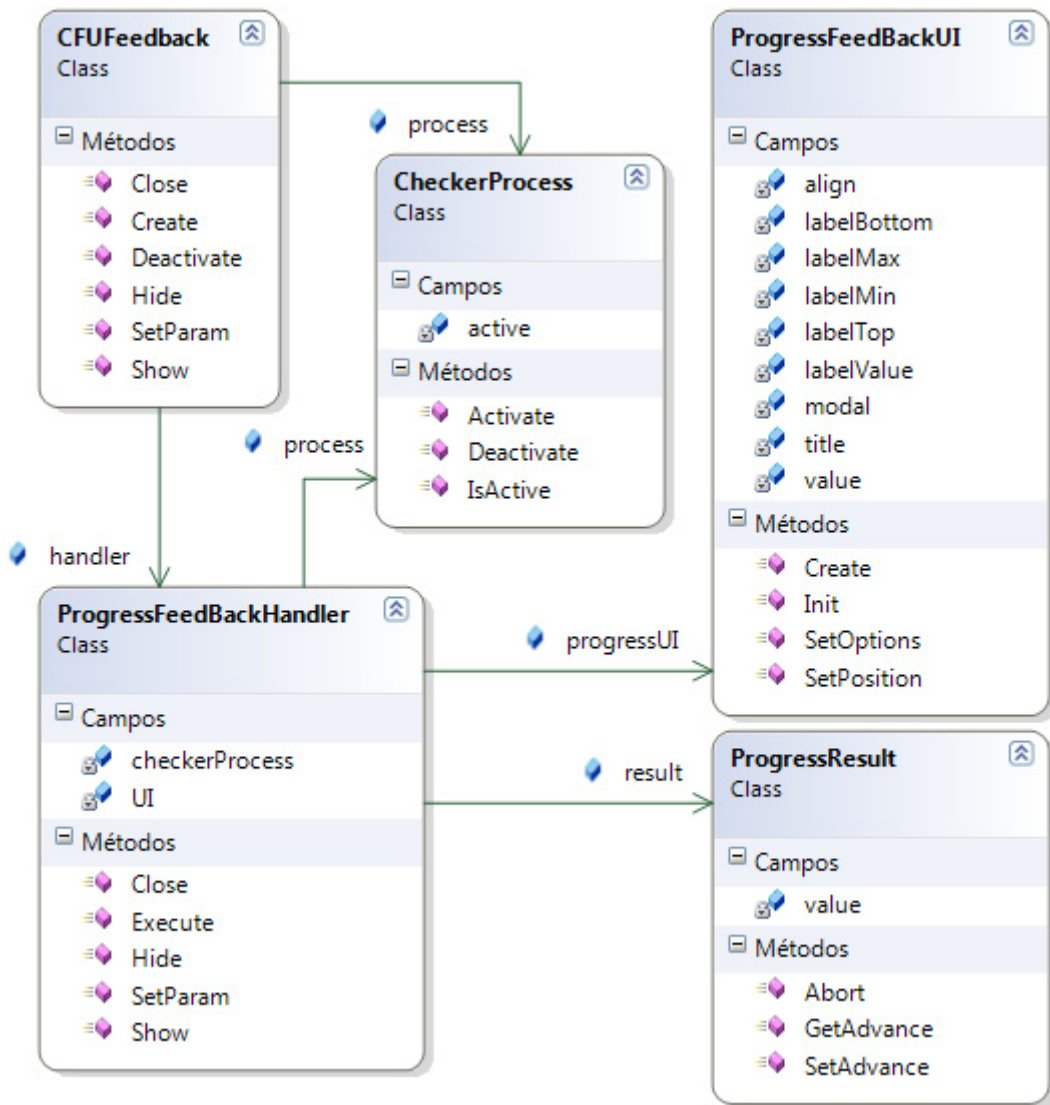 CFUFeedback
Class
Métodos
Close
Create
Deactivate
Hide
SetParam
Show
process
CheckerProcess
Class
Campos
active
Métodos
Activate
Deactivate
IsActive
process
handler
ProgressFeedBackUI
Class
Campos
align
labelBottom
labelMax
labelMin
labelTop
labelValue
modal
title
value
Métodos
Create
Init
SetOptions
SetPosition
ProgressFeedBackHandler
Class
Campos
checkerProcess
UI
Métodos
Close
Execute
Hide
SetParam
Show
progressUI
result
ProgressResult
Class
Campos
value
Métodos
Abort
GetAdvance
SetAdvance